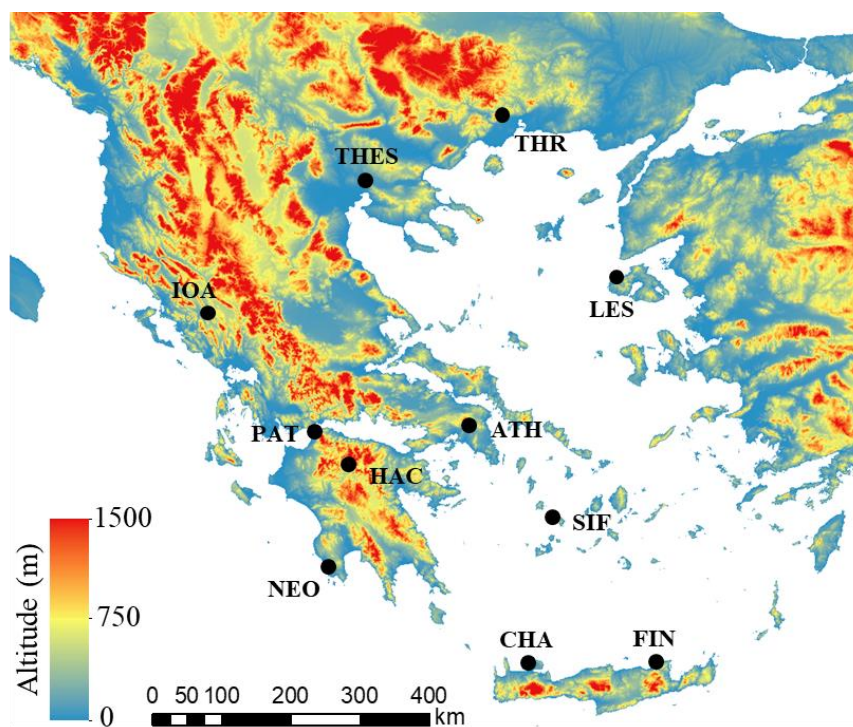 THR
THES
IOA
LES
PAT
ATH
HAC
SIF
NEO
CHA
FIN
Altitude (m)
1500
750
0
0 50 100 200 300 400
km